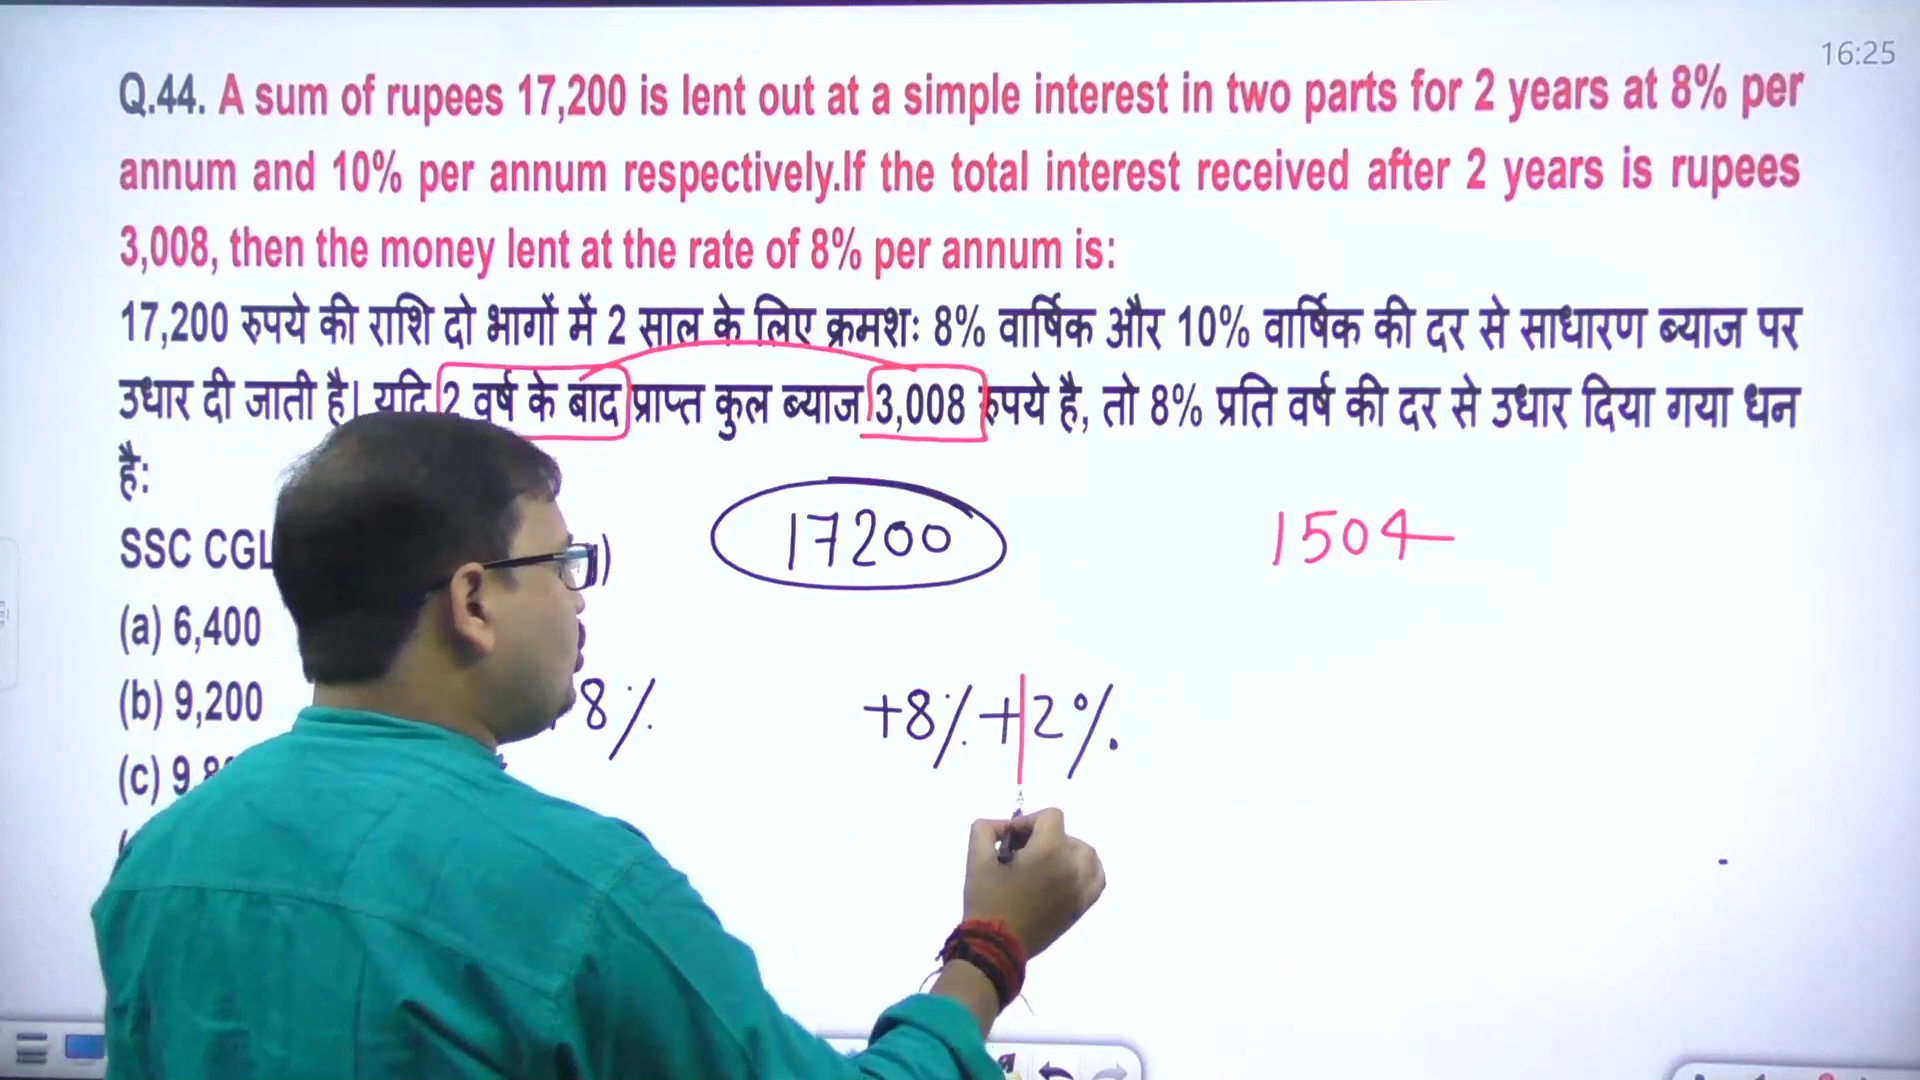 16:25
Q.44. A sum of rupees 17,200 is lent out at a simple interest in two parts for 2 years at 8% per
annum and 10% per annum respectively.If the total interest received after 2 years is rupees
3,008, then the money lent at the rate of 8% per annum is:
17,200 रुपये की राशि दो भागों में 2 साल के लिए क्रमशः 8% वार्षिक और 10% वार्षिक की दर से साधारण ब्याज पर
उधार दी जाती है। यदि 2 वर्ष के बाद प्राप्त कुल ब्याज 3,008 रुपये है, तो 8% प्रति वर्ष की दर से उधार दिया गया धन
है:
SSC CGL
17200
1504
(a) 6,400
(b) 9,200
8%
+8%+2%
(c) 9,8